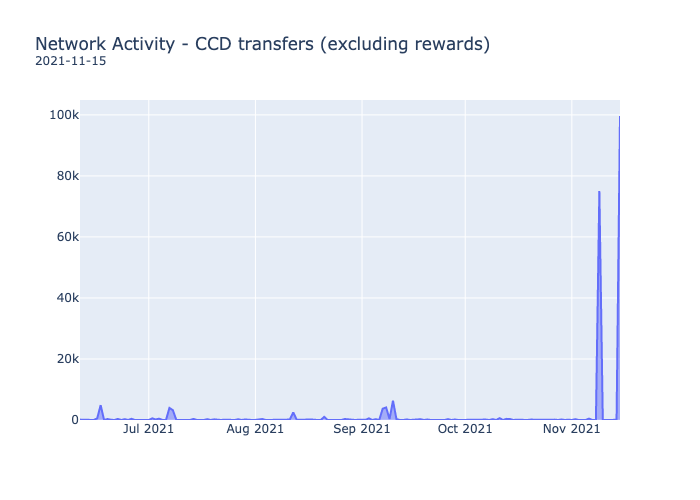 Network Activity - CCD transfers (excluding rewards)
2021-11-15
100k
80k
60k
40k
20k
0
Jul 2021 Aug 2021 Sep 2021 Oct 2021 Nov 2021